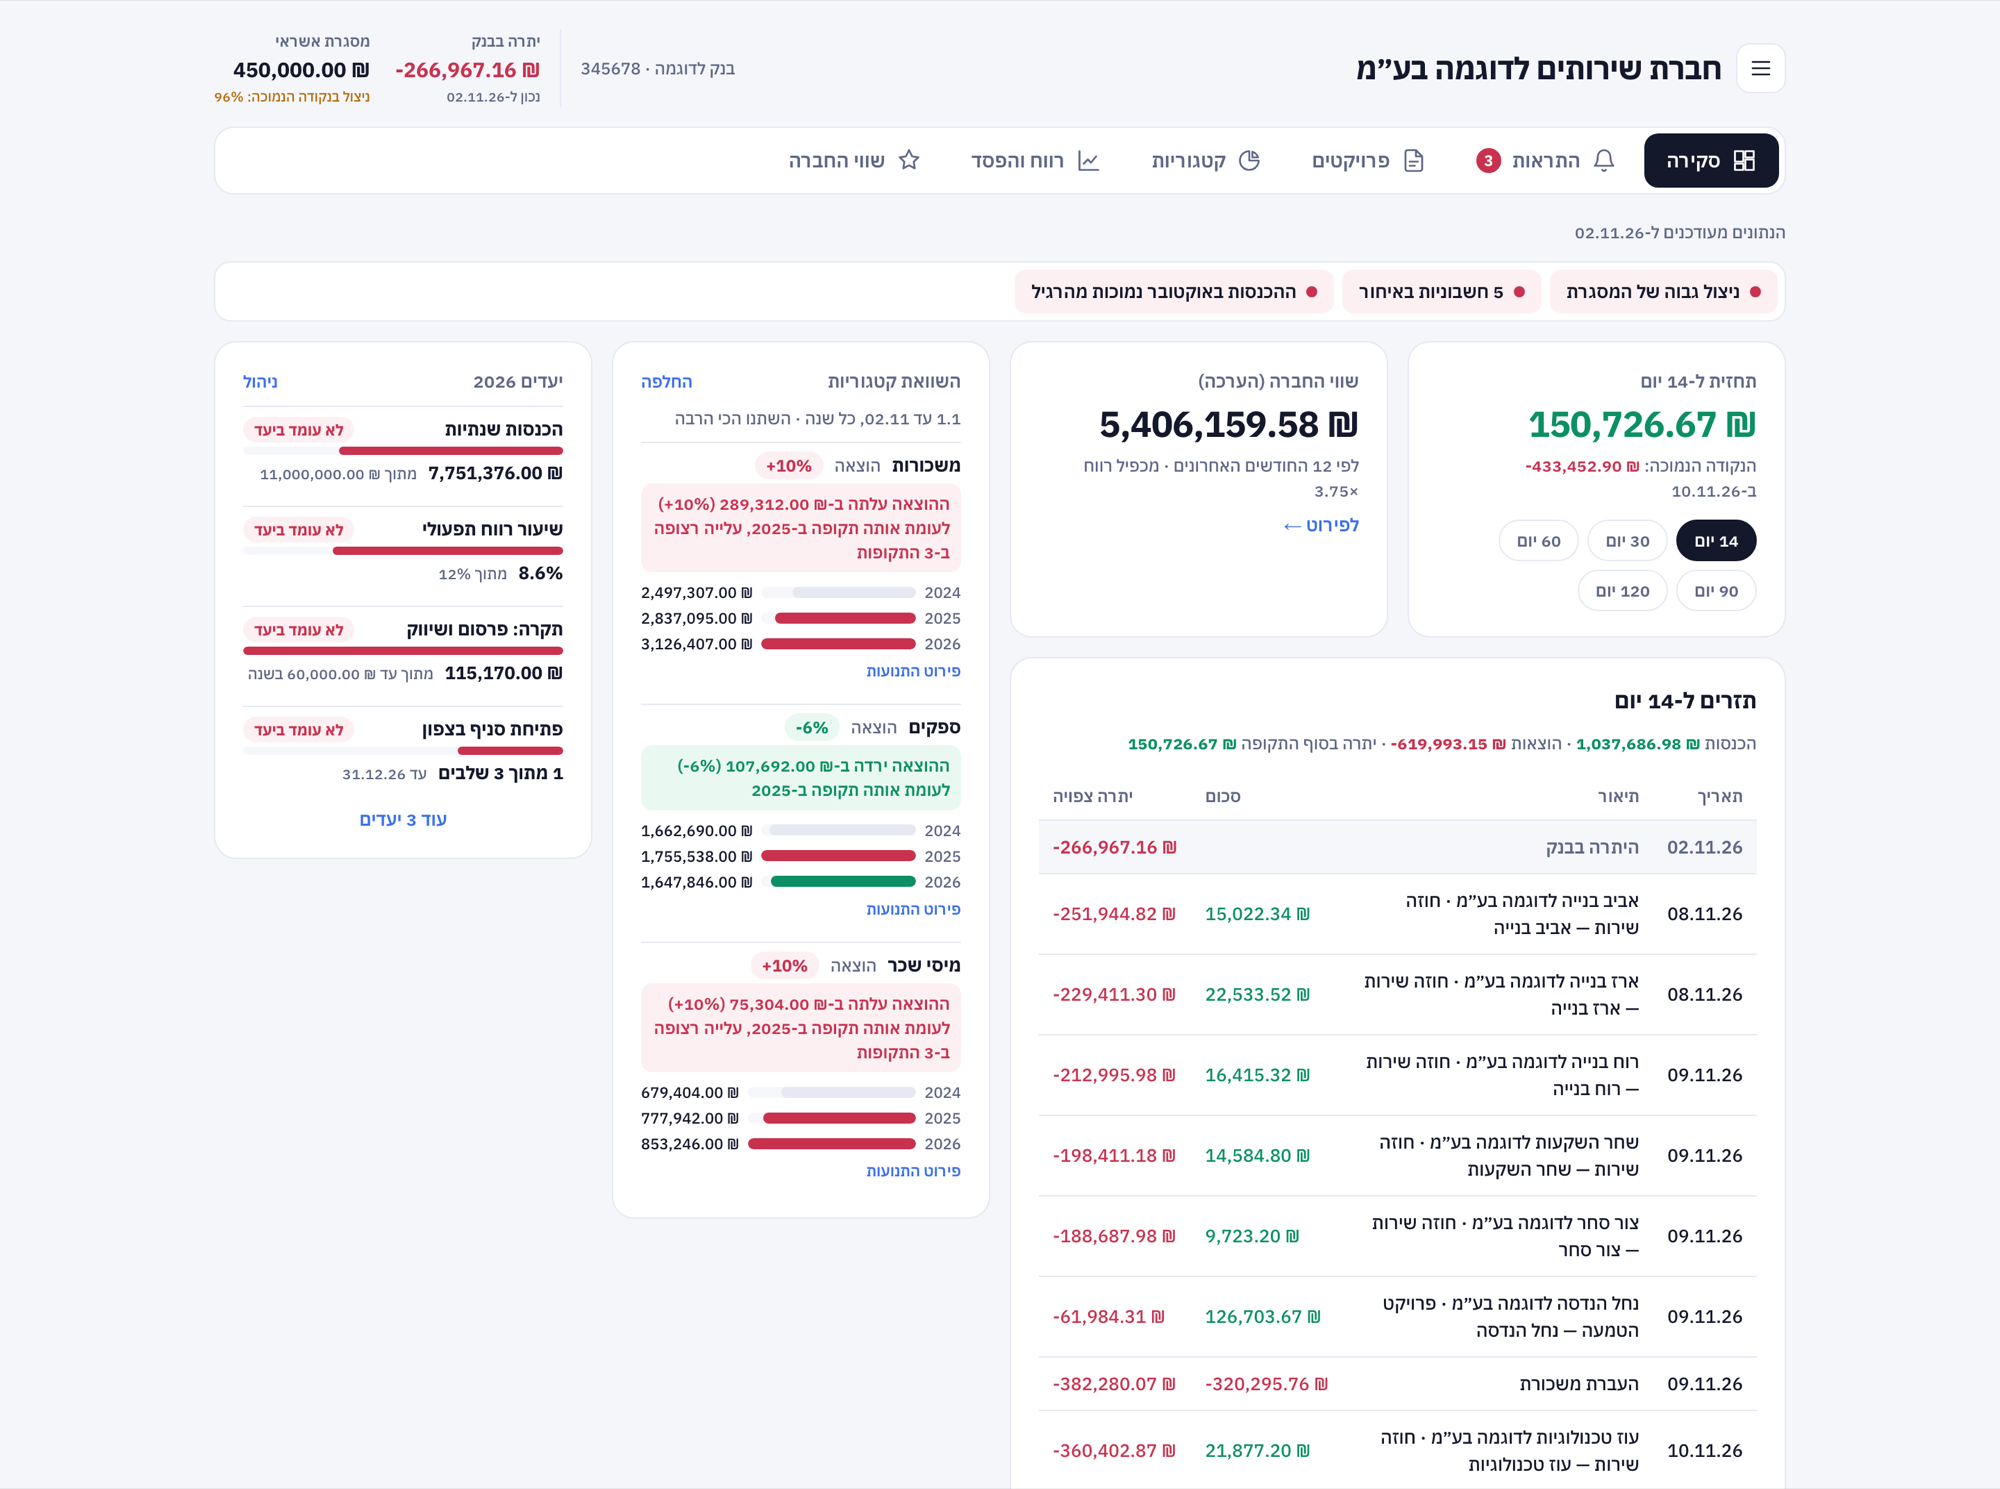 חברת שירותים לדוגמה בע״מ
בנק לדוגמה · 345678
יתרה בבנק
₪ -266,967.16
נכון ל-02.11.26
מסגרת אשראי
₪ 450,000.00
ניצול בנקודה הנמוכה: 96%
סקירה
התראות 3
פרויקטים
קטגוריות
רווח והפסד
שווי החברה
הנתונים מעודכנים ל-02.11.26
ניצול גבוה של המסגרת
5 חשבוניות באיחור
ההכנסות באוקטובר נמוכות מהרגיל
תחזית ל-14 יום
₪ 150,726.67
הנקודה הנמוכה: ₪ -433,452.90
ב-10.11.26
14 יום
30 יום
60 יום
90 יום
120 יום
שווי החברה (הערכה)
₪ 5,406,159.58
לפי 12 החודשים האחרונים · מכפיל רווח
×3.75
לפירוט ←
תזרים ל-14 יום
הכנסות ₪ 1,037,686.98 · הוצאות ₪ -619,993.15 · יתרה בסוף התקופה ₪ 150,726.67
תאריך תיאור סכום יתרה צפויה
02.11.26 היתרה בבנק ₪ -266,967.16
08.11.26 אביב בנייה לדוגמה בע״מ · חוזה
שירות — אביב בנייה ₪ 15,022.34 ₪ -251,944.82
08.11.26 ארז בנייה לדוגמה בע״מ · חוזה שירות
— ארז בנייה ₪ 22,533.52 ₪ -229,411.30
09.11.26 רוח בנייה לדוגמה בע״מ · חוזה שירות
— רוח בנייה ₪ 16,415.32 ₪ -212,995.98
09.11.26 שחר השקעות לדוגמה בע״מ · חוזה
שירות — שחר השקעות ₪ 14,584.80 ₪ -198,411.18
09.11.26 צור סחר לדוגמה בע״מ · חוזה שירות
— צור סחר ₪ 9,723.20 ₪ -188,687.98
09.11.26 נחל הנדסה לדוגמה בע״מ · פרויקט
הטמעה — נחל הנדסה ₪ 126,703.67 ₪ -61,984.31
09.11.26 העברת משכורת ₪ -320,295.76 ₪ -382,280.07
10.11.26 עוז טכנולוגיות לדוגמה בע״מ · חוזה
שירות — עוז טכנולוגיות ₪ 21,877.20 ₪ -360,402.87
השוואת קטגוריות
החלפה
1.1 עד 02.11, כל שנה · השתנו הכי הרבה
משכורות הוצאה +10%
ההוצאה עלתה ב-₪ 289,312.00 (+10%)
לעומת אותה תקופה ב-2025, עלייה רצופה
ב-3 התקופות
2024 ₪ 2,497,307.00
2025 ₪ 2,837,095.00
2026 ₪ 3,126,407.00
פירוט התנועות
ספקים הוצאה -6%
ההוצאה ירדה ב-₪ 107,692.00 (-6%)
לעומת אותה תקופה ב-2025
2024 ₪ 1,662,690.00
2025 ₪ 1,755,538.00
2026 ₪ 1,647,846.00
פירוט התנועות
מיסי שכר הוצאה +10%
ההוצאה עלתה ב-₪ 75,304.00 (+10%)
לעומת אותה תקופה ב-2025, עלייה רצופה
ב-3 התקופות
2024 ₪ 679,404.00
2025 ₪ 777,942.00
2026 ₪ 853,246.00
פירוט התנועות
יעדים 2026
ניהול
הכנסות שנתיות לא עומד ביעד
₪ 7,751,376.00 מתוך ₪ 11,000,000.00
שיעור רווח תפעולי לא עומד ביעד
8.6% מתוך 12%
תקרה: פרסום ושיווק לא עומד ביעד
₪ 115,170.00 מתוך עד ₪ 60,000.00 בשנה
פתיחת סניף בצפון לא עומד ביעד
1 מתוך 3 שלבים עד 31.12.26
עוד 3 יעדים